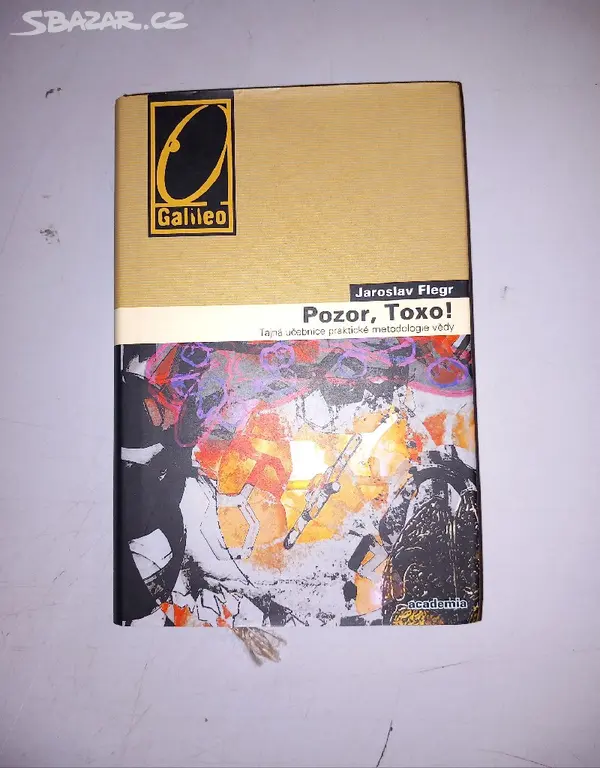 SBAZAR.CZ
Galileo
Jaroslav Flegr
Pozor, Toxo!
Tajná učebnice praktické metodologie vědy
academia